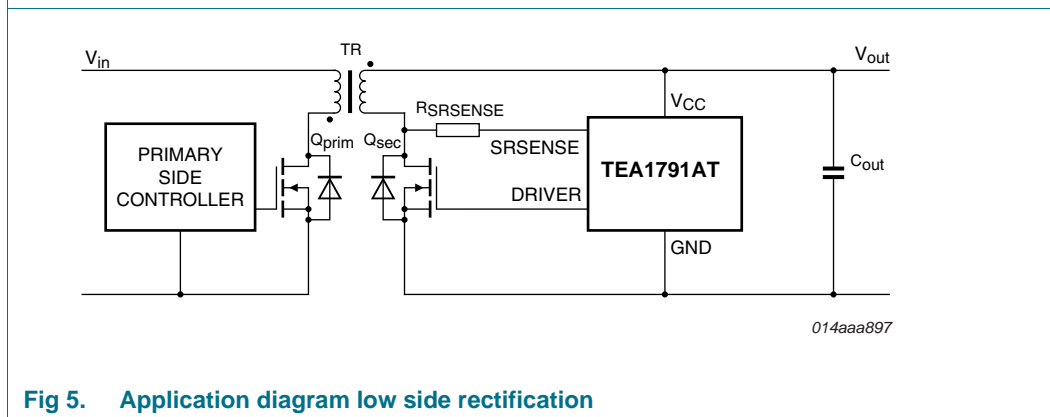 TR
Vin
Vout
RSRSENSE
VCC
Qprim
Qsec
SRSENSE
PRIMARY
SIDE
CONTROLLER
TEA1791AT
Cout
DRIVER
GND
014aaa897
Fig 5. Application diagram low side rectification